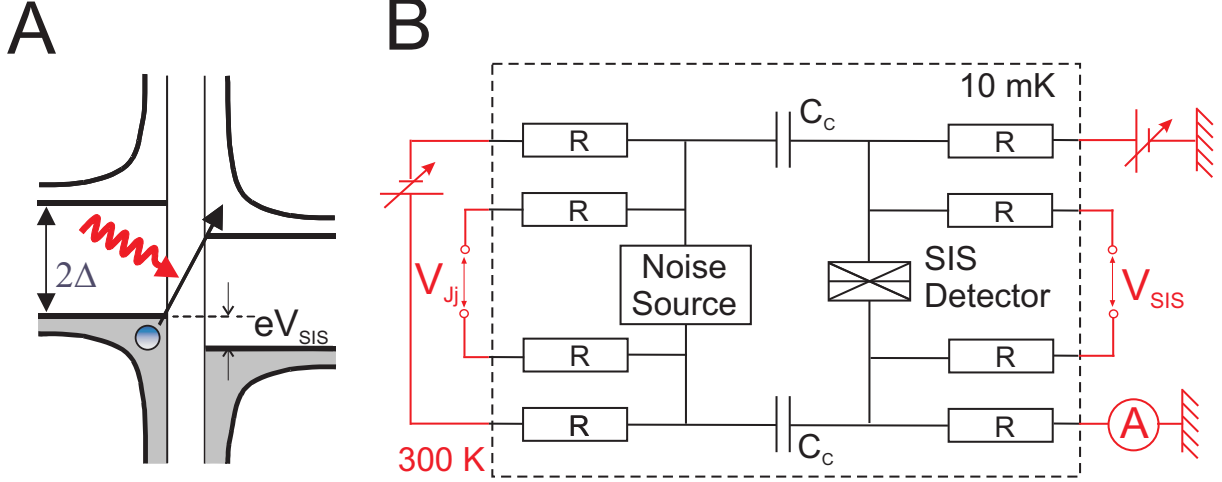 A
2Δ
eV_SIS
B
10 mK
C_C
R
R
R
R
V_Jj
Noise
Source
SIS
Detector
V_SIS
R
R
R
R
A
300 K
C_C